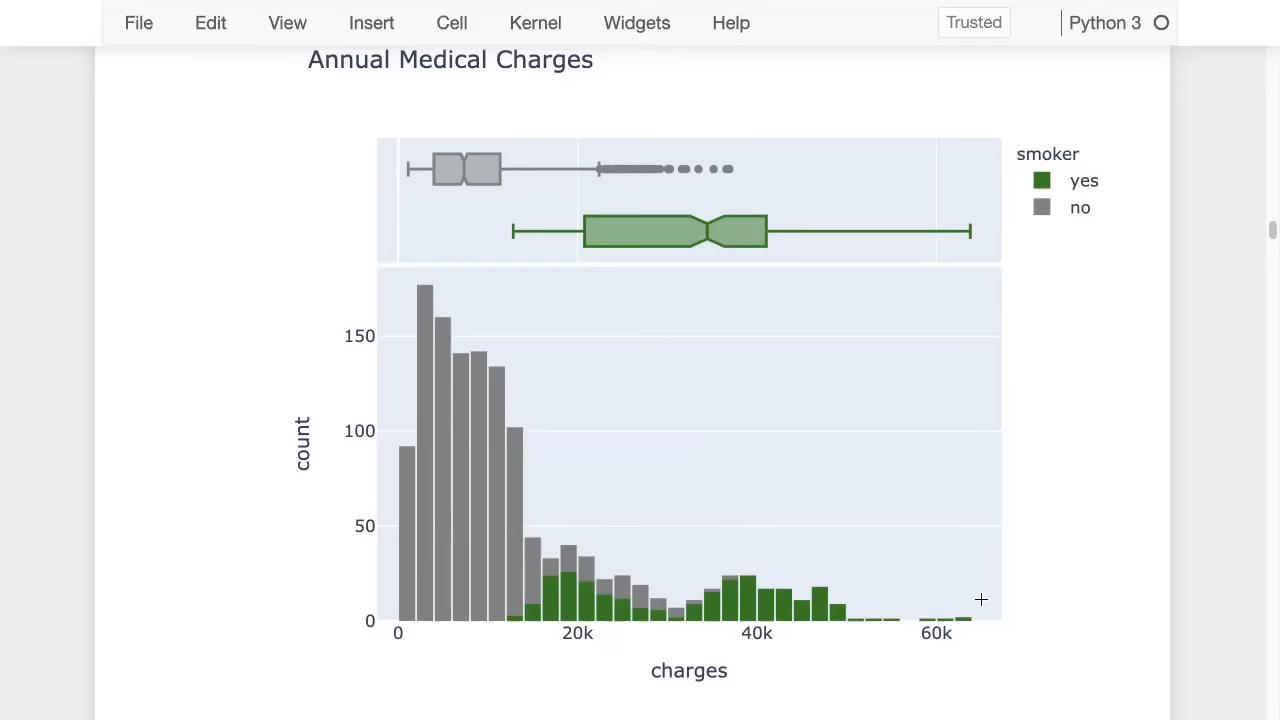 File Edit View Insert Cell Kernel Widgets Help Trusted Python 3
Annual Medical Charges
smoker
yes
no
150
100
50
0
count
0 20k 40k 60k
charges